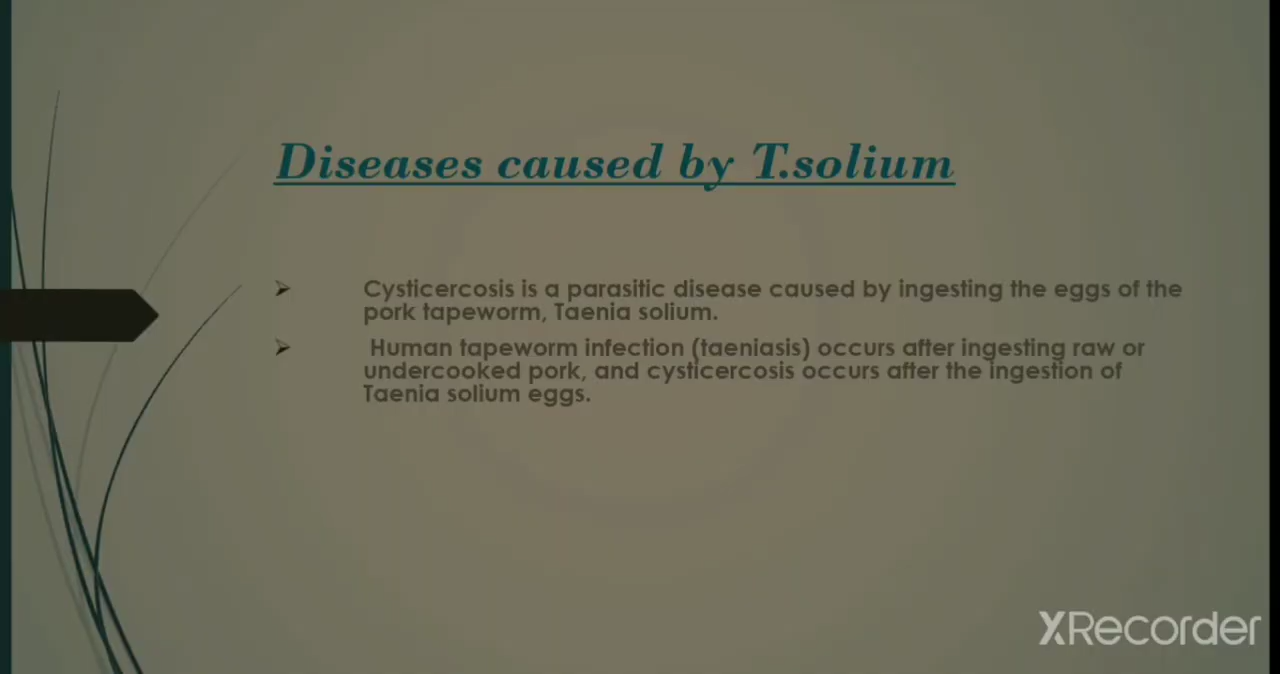 Diseases caused by T.solium
Cysticercosis is a parasitic disease caused by ingesting the eggs of the
pork tapeworm, Taenia solium.
Human tapeworm infection (taeniasis) occurs after ingesting raw or
undercooked pork, and cysticercosis occurs after the ingestion of
Taenia solium eggs.
XRecorder